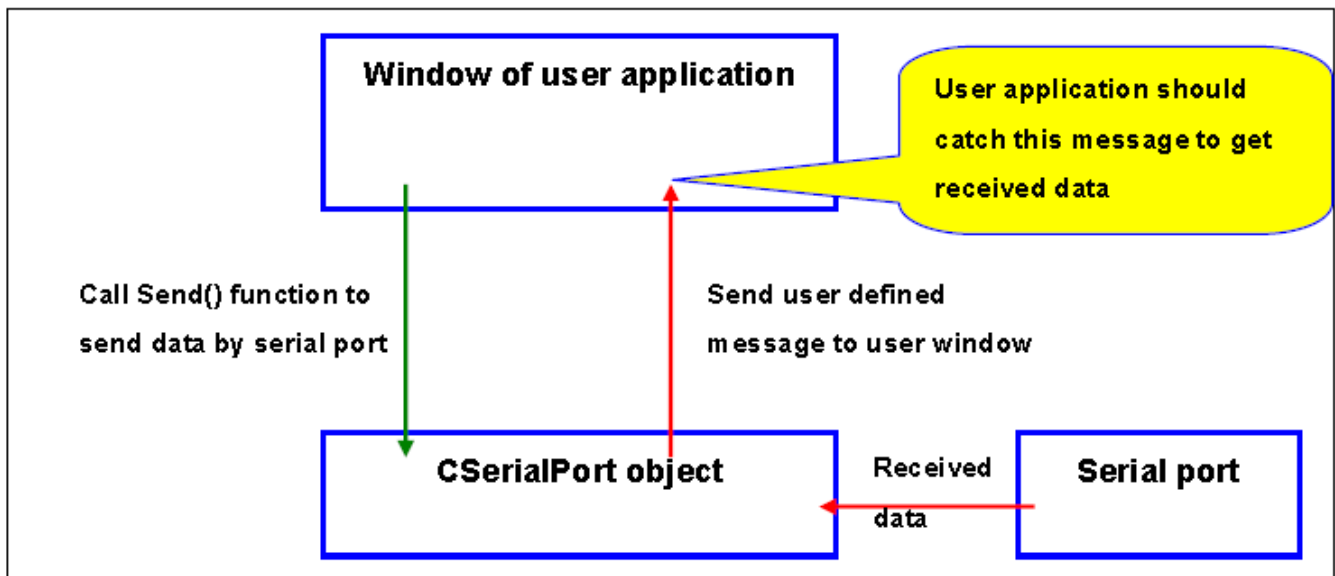 Window of user application
User application should
catch this message to get
received data
Call Send() function to
send data by serial port
Send user defined
message to user window
CSerialPort object
Received
data
Serial port